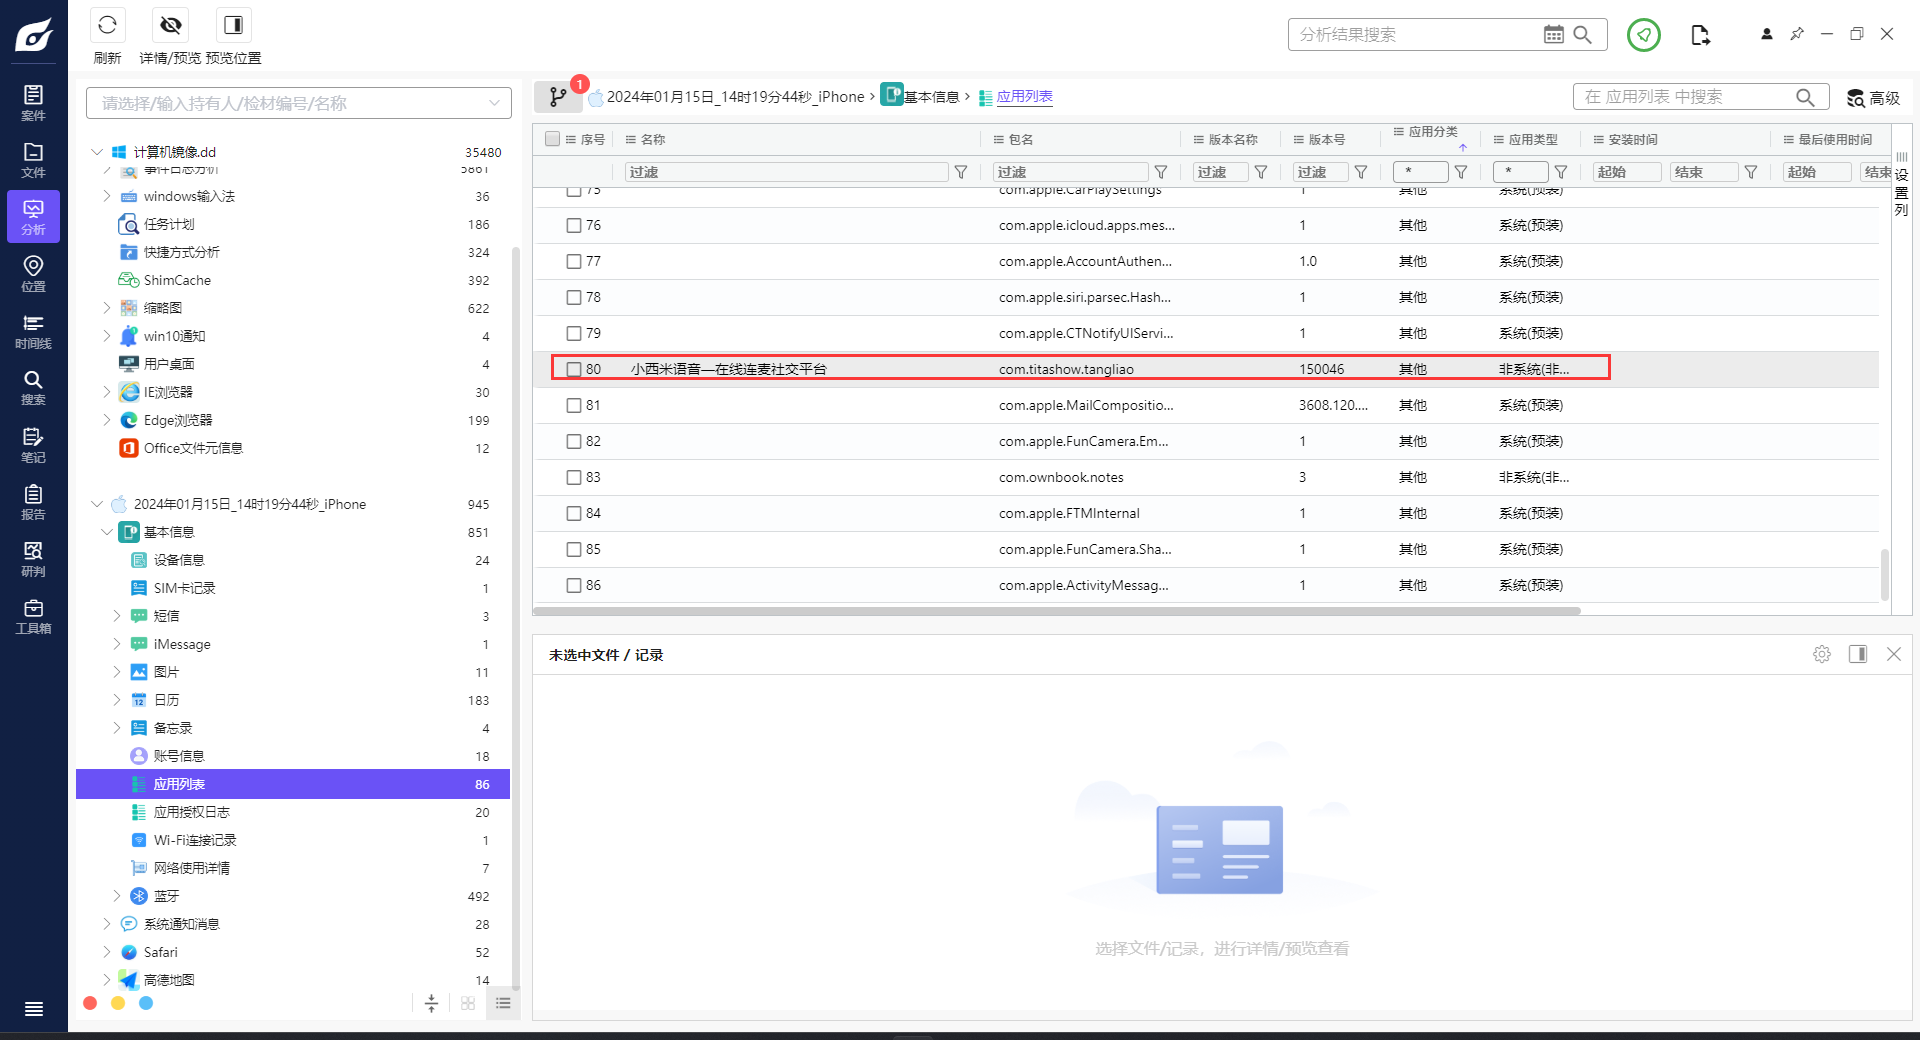 刷新
详情/预览
预览位置
分析结果搜索
案件
文件
分析
位置
时间线
搜索
笔记
报告
研判
工具箱
请选择/输入持有人/检材编号/名称
计算机镜像.dd 35480
事件日志分析 5861
windows输入法 36
任务计划 186
快捷方式分析 324
ShimCache 392
缩略图 622
win10通知 4
用户桌面 4
IE浏览器 30
Edge浏览器 199
Office文件元信息 12
2024年01月15日_14时19分44秒_iPhone 945
基本信息 851
设备信息 24
SIM卡记录 1
短信 3
iMessage 1
图片 11
日历 183
备忘录 4
账号信息 18
应用列表 86
应用授权日志 20
Wi-Fi连接记录 1
网络使用详情 7
蓝牙 492
系统通知消息 28
Safari 52
高德地图 14
1
2024年01月15日_14时19分44秒_iPhone › 基本信息 › 应用列表
在 应用列表 中搜索
高级
序号 名称 包名 版本名称 版本号 应用分类 应用类型 安装时间 最后使用时间
过滤 过滤 过滤 过滤 * * 起始 结束 起始 结束
设置列
75 com.apple.CarPlaySettings 1 其他 系统(预装)
76 com.apple.icloud.apps.mes... 1 其他 系统(预装)
77 com.apple.AccountAuthen... 1.0 其他 系统(预装)
78 com.apple.siri.parsec.Hash... 1 其他 系统(预装)
79 com.apple.CTNotifyUIServi... 1 其他 系统(预装)
80 小西米语音—在线连麦社交平台 com.titashow.tangliao 150046 其他 非系统(非...
81 com.apple.MailCompositio... 3608.120.... 其他 系统(预装)
82 com.apple.FunCamera.Em... 1 其他 系统(预装)
83 com.ownbook.notes 3 其他 非系统(非...
84 com.apple.FTMInternal 1 其他 系统(预装)
85 com.apple.FunCamera.Sha... 1 其他 系统(预装)
86 com.apple.ActivityMessag... 1 其他 系统(预装)
未选中文件 / 记录
选择文件/记录，进行详情/预览查看